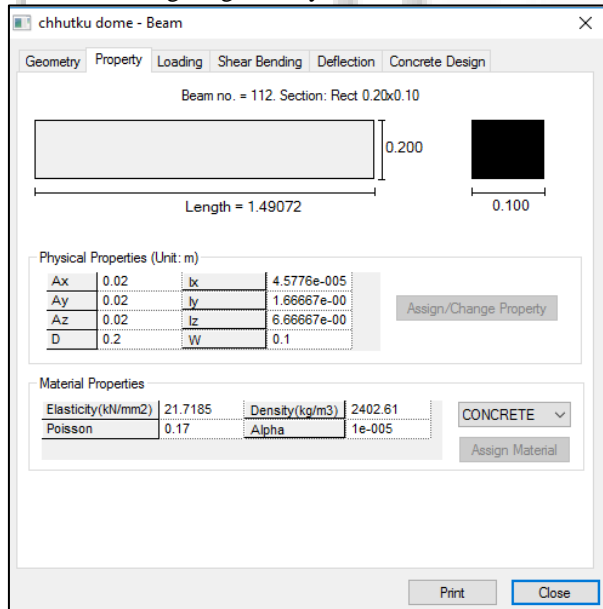 chhutku dome - Beam
Geometry Property Loading Shear Bending Deflection Concrete Design
Beam no. = 112. Section: Rect 0.20x0.10
0.200
Length = 1.49072
0.100
Physical Properties (Unit: m)
Ax 0.02 Ix 4.5776e-005
Ay 0.02 Iy 1.66667e-00
Az 0.02 Iz 6.66667e-00
D 0.2 W 0.1
Assign/Change Property
Material Properties
Elasticity(kN/mm2) 21.7185 Density(kg/m3) 2402.61
Poisson 0.17 Alpha 1e-005
CONCRETE
Assign Material
Print Close